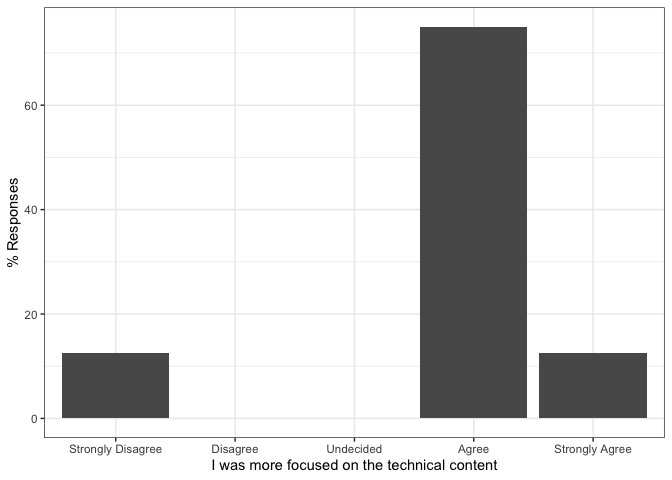 % Responses
60
40
20
0
Strongly Disagree
Disagree
Undecided
Agree
Strongly Agree
I was more focused on the technical content